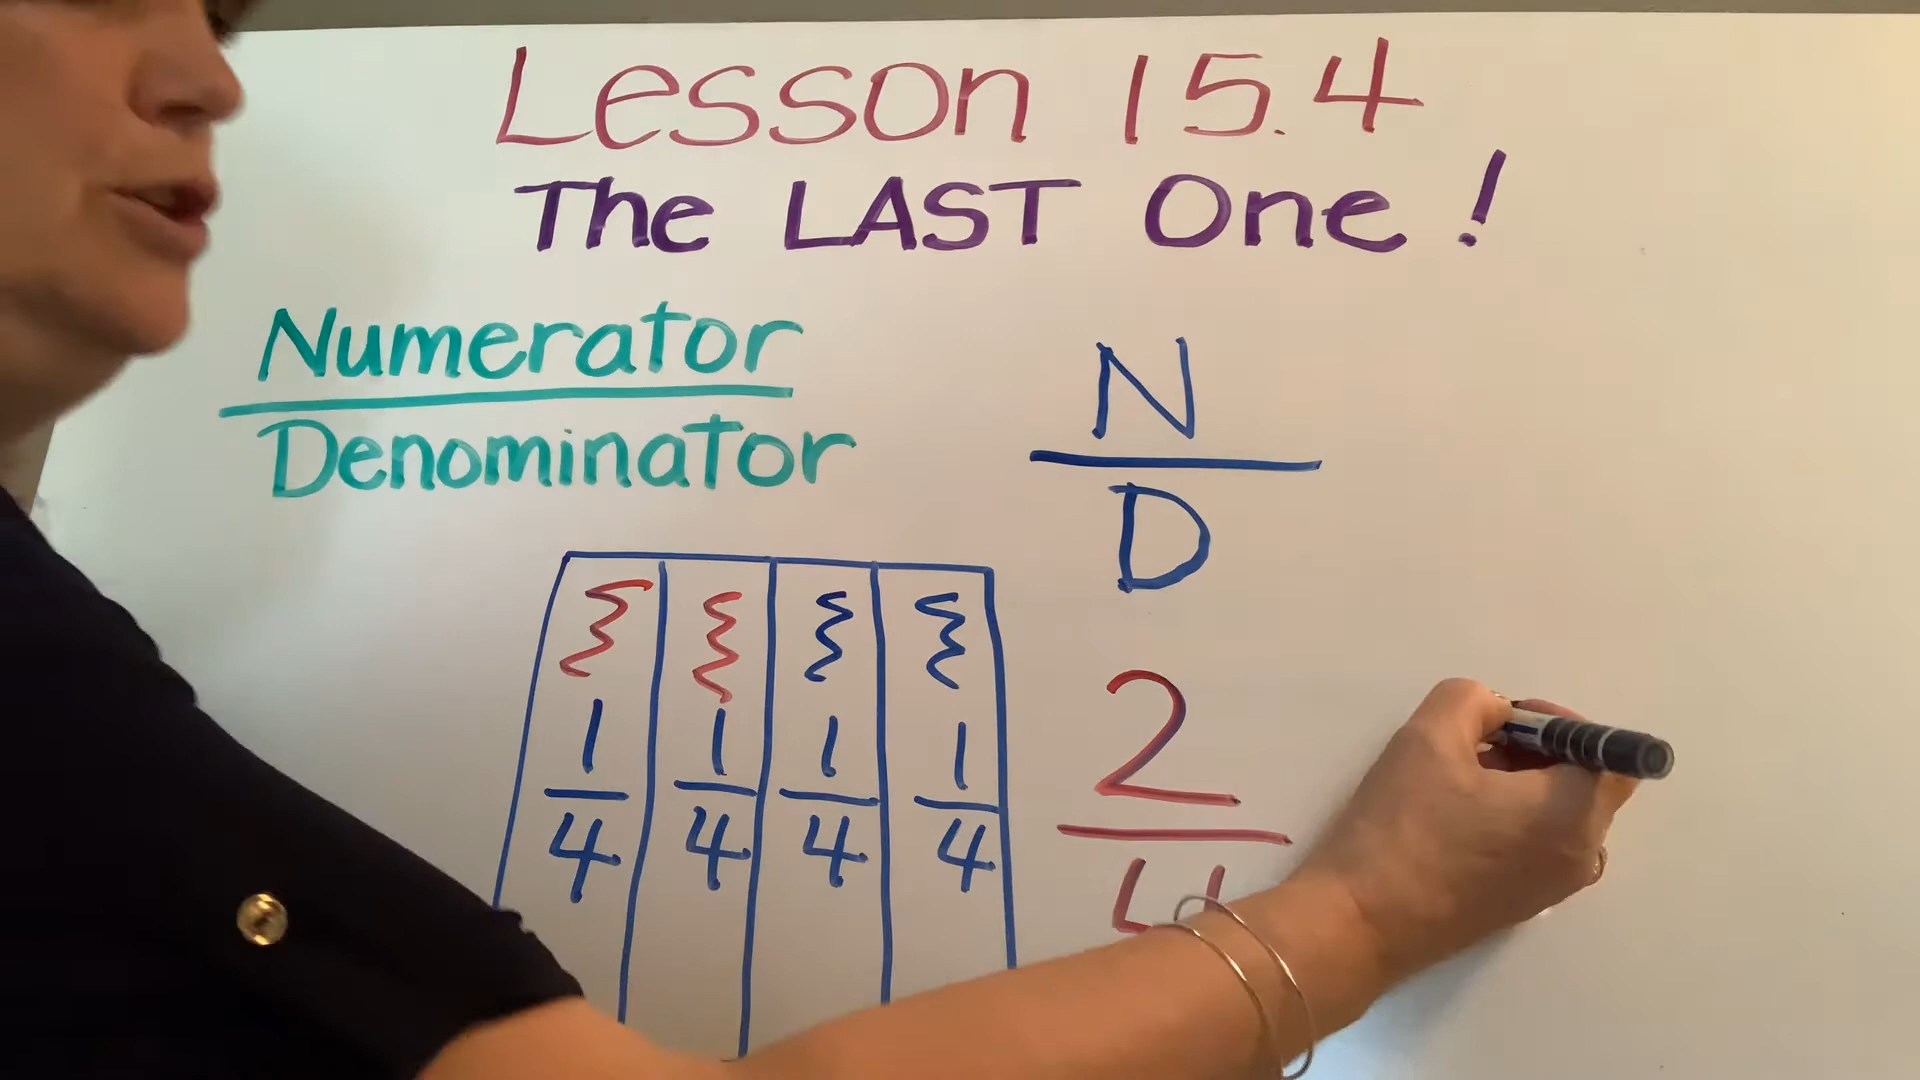 Lesson 15.4
The LAST One!
Numerator
Denominator
N
D
1 1 1 1
4 4 4 4
2
4